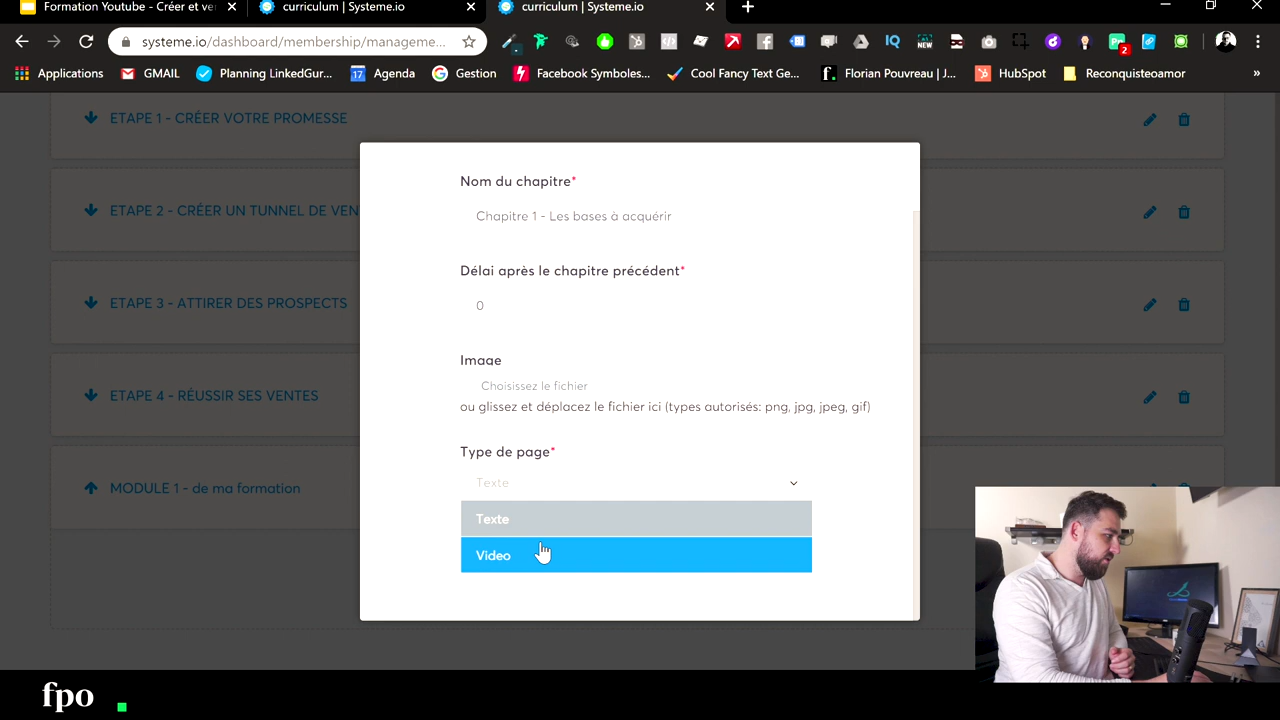 Formation Youtube - Créer et ve
curriculum | Systeme.io
curriculum | Systeme.io
systeme.io/dashboard/membership/manageme...
IQ
NEW
2
Applications
GMAIL
Planning LinkedGur...
17
Agenda
Gestion
Facebook Symboles...
Cool Fancy Text Ge...
f.
Florian Pouvreau | J...
HubSpot
Reconquisteoamor
»
ETAPE 1 - CRÉER VOTRE PROMESSE
ETAPE 2 - CRÉER UN TUNNEL DE VEN
ETAPE 3 - ATTIRER DES PROSPECTS
ETAPE 4 - RÉUSSIR SES VENTES
MODULE 1 - de ma formation
Nom du chapitre*
Chapitre 1 - Les bases à acquérir
Délai après le chapitre précédent*
0
Image
Choisissez le fichier
ou glissez et déplacez le fichier ici (types autorisés: png, jpg, jpeg, gif)
Type de page*
Texte
Texte
Video
fpo